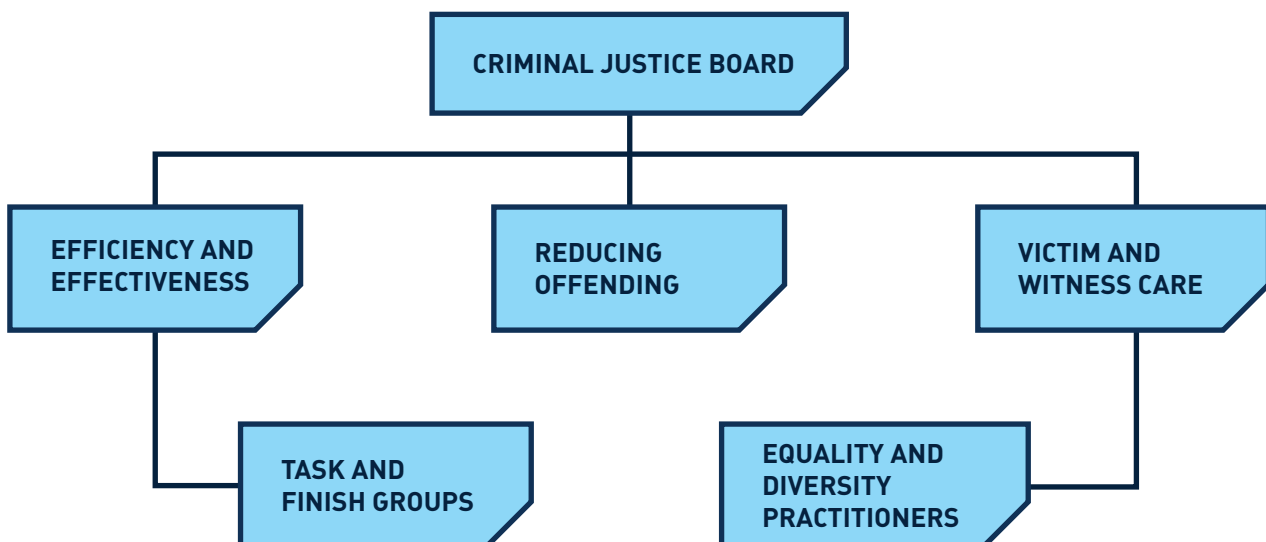 CRIMINAL JUSTICE BOARD
EFFICIENCY AND
EFFECTIVENESS
REDUCING
OFFENDING
VICTIM AND
WITNESS CARE
TASK AND
FINISH GROUPS
EQUALITY AND
DIVERSITY
PRACTITIONERS